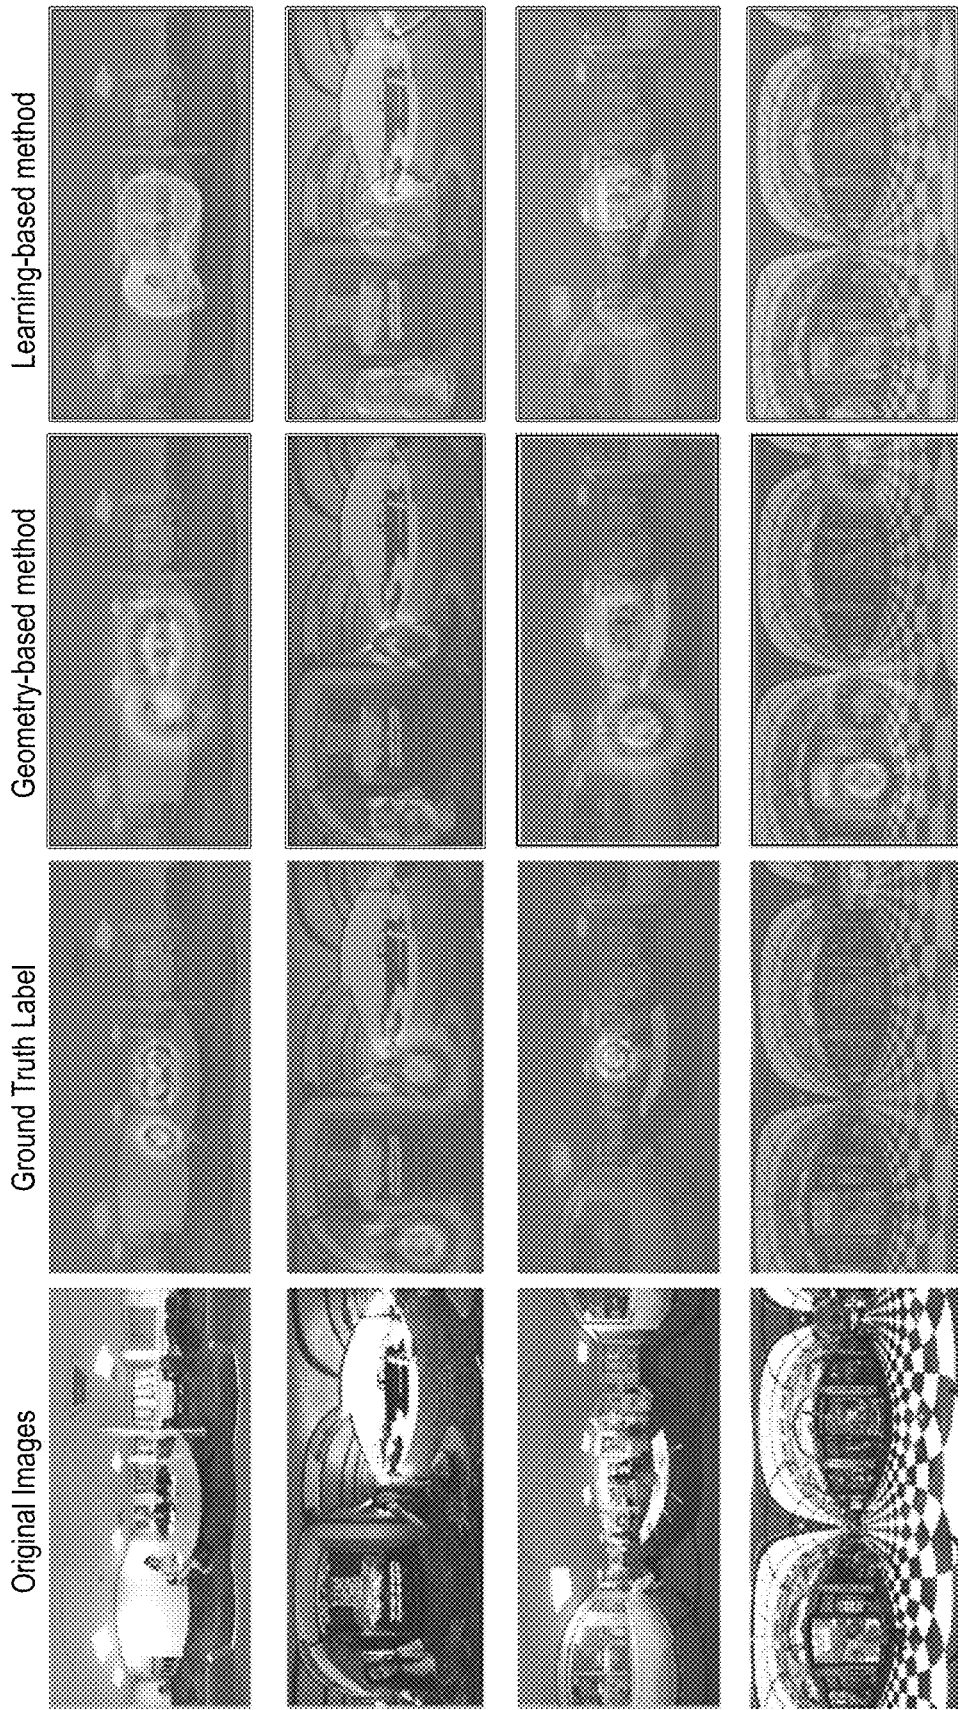 Original Images
Ground Truth Label
Geometry-based method
Learning-based method